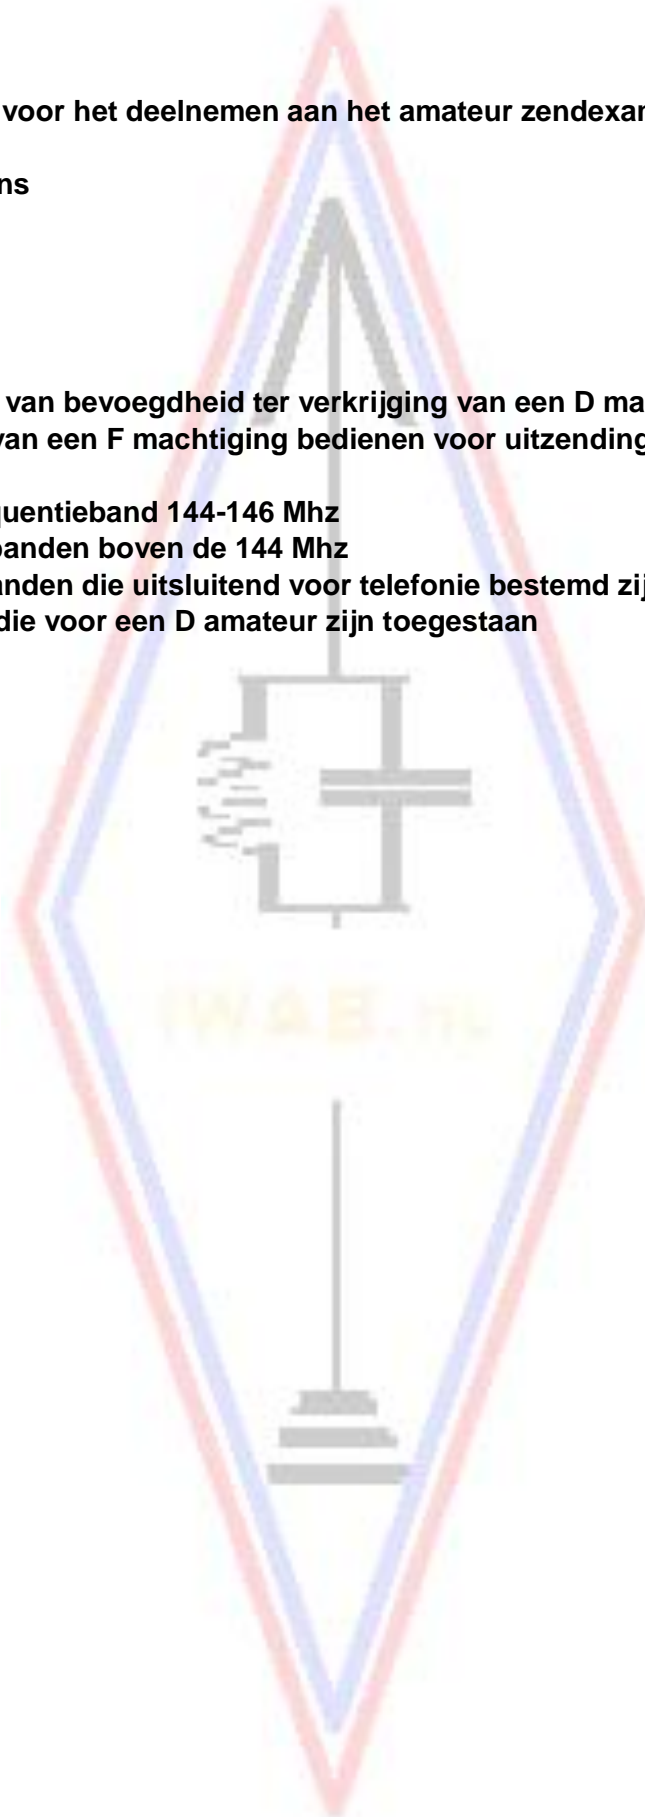 voor het deelnemen aan het amateur zendexar
ns
van bevoegdheid ter verkrijging van een D ma
van een F machtiging bedienen voor uitzending
quentieband 144-146 Mhz
banden boven de 144 Mhz
anden die uitsluitend voor telefonie bestemd zij
die voor een D amateur zijn toegestaan
IWAB.nl